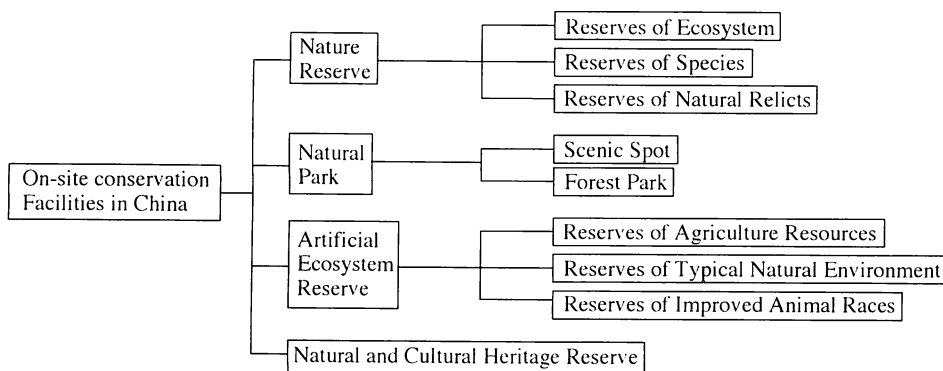 On-site conservation
Facilities in China
Nature
Reserve
Reserves of Ecosystem
Reserves of Species
Reserves of Natural Relicts
Natural
Park
Scenic Spot
Forest Park
Artificial
Ecosystem
Reserve
Reserves of Agriculture Resources
Reserves of Typical Natural Environment
Reserves of Improved Animal Races
Natural and Cultural Heritage Reserve